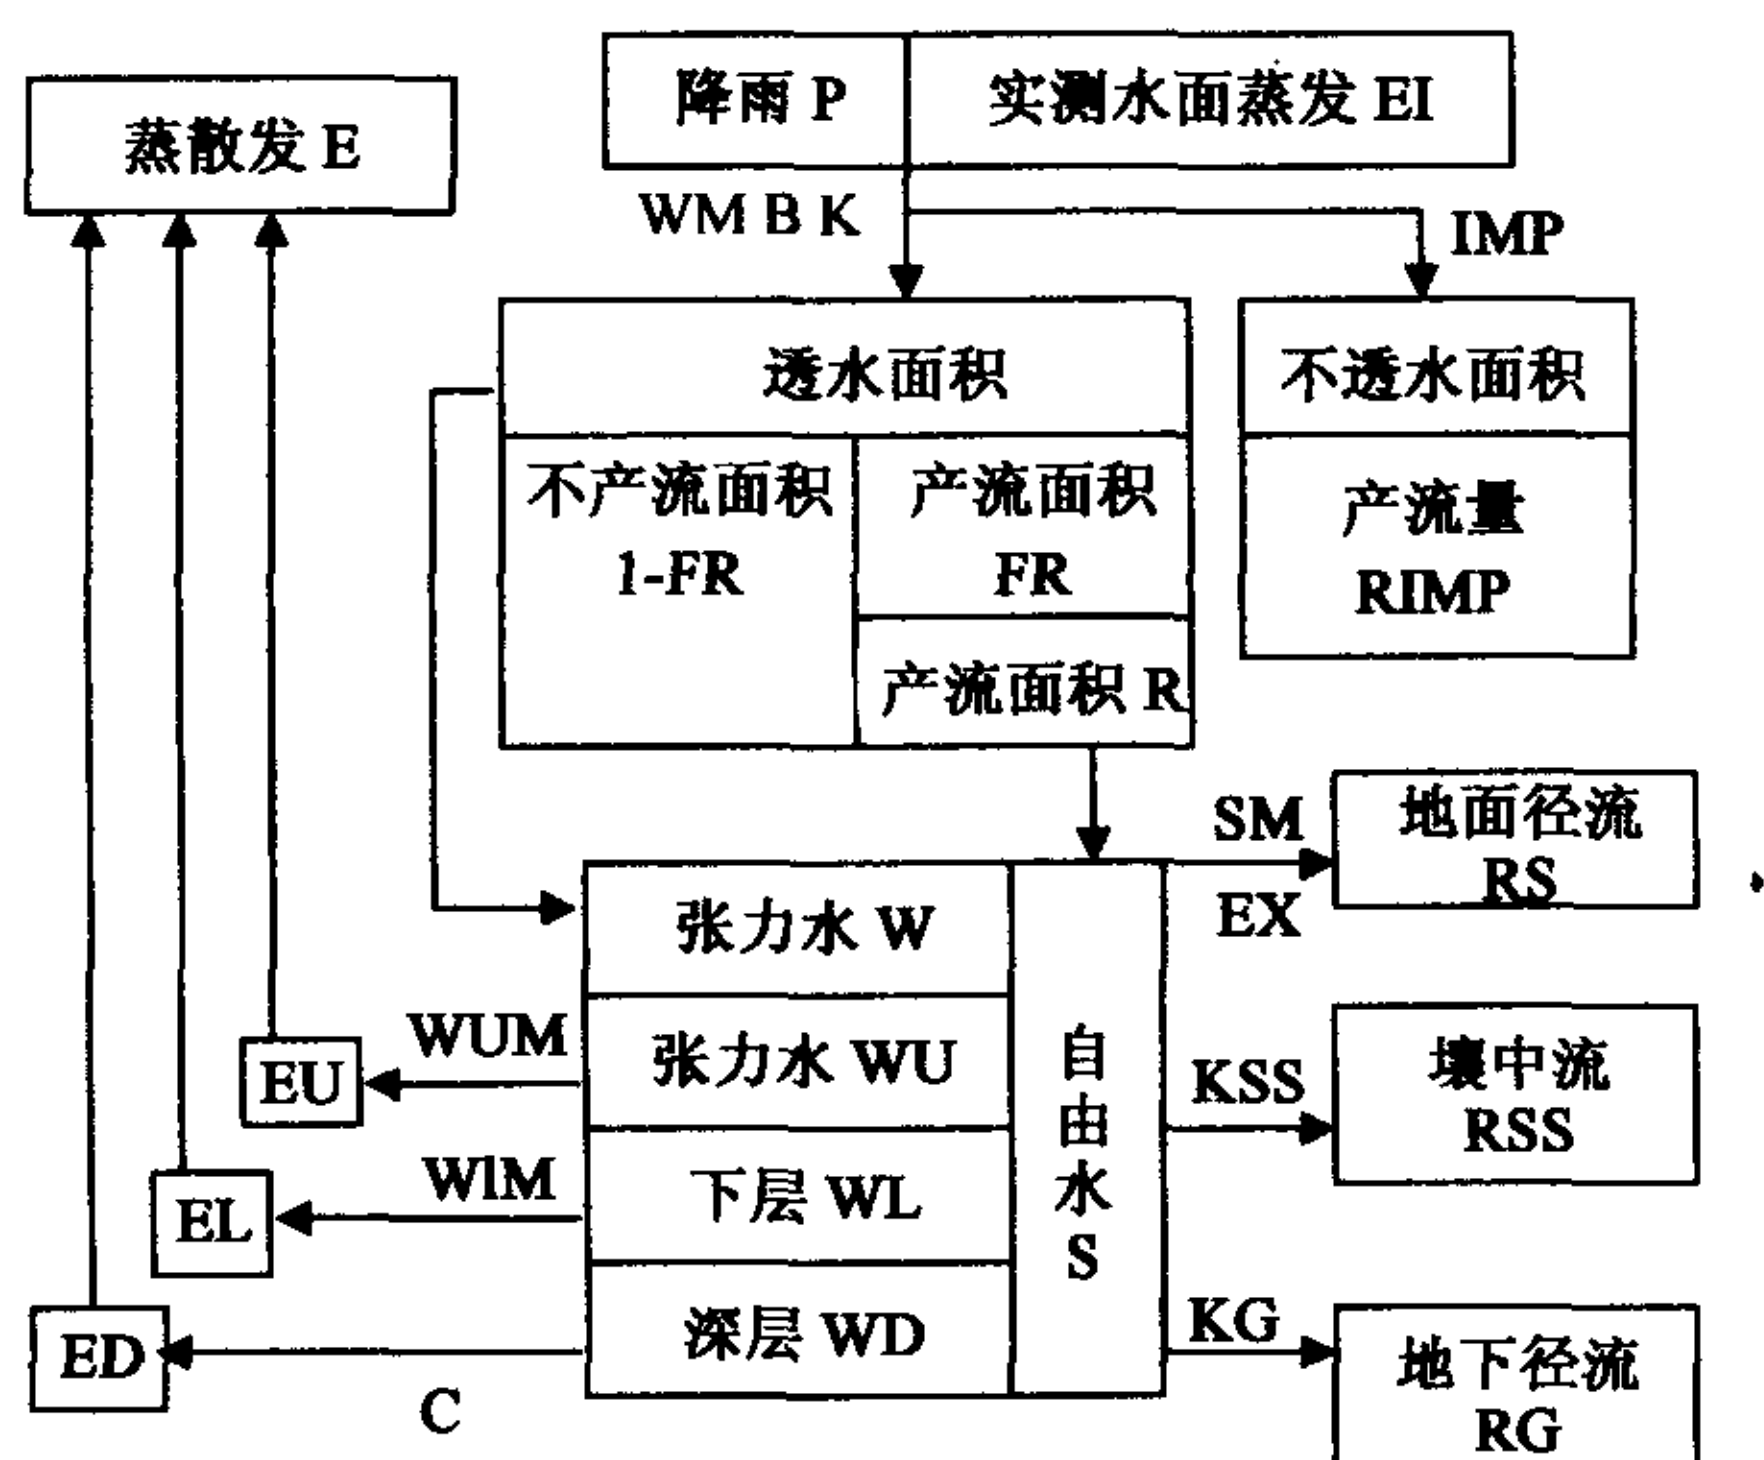 降雨 P
实测水面蒸发 EI
蒸散发 E
WM B K
IMP
透水面积
不透水面积
不产流面积
1-FR
产流面积
FR
产流量
RIMP
产流面积 R
SM
EX
地面径流
RS
张力水 W
WUM
张力水 WU
EU
自
由
水
S
KSS
壤中流
RSS
WlM
下层 WL
EL
KG
深层 WD
ED
C
地下径流
RG